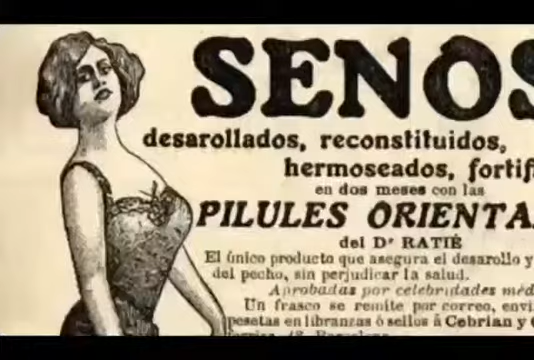 SENOS
desarollados, reconstituidos,
hermoseados, fortif
en dos meses con las
PILULES ORIENTA
del Dr RATIÉ
El único producto que asegura el desarollo y
del pecho, sin perjudicar la salud.
Aprobadas por celebridades méd
Un frasco se remite por correo, envi
pesetas en libranzas ó sellos á Cebrian y